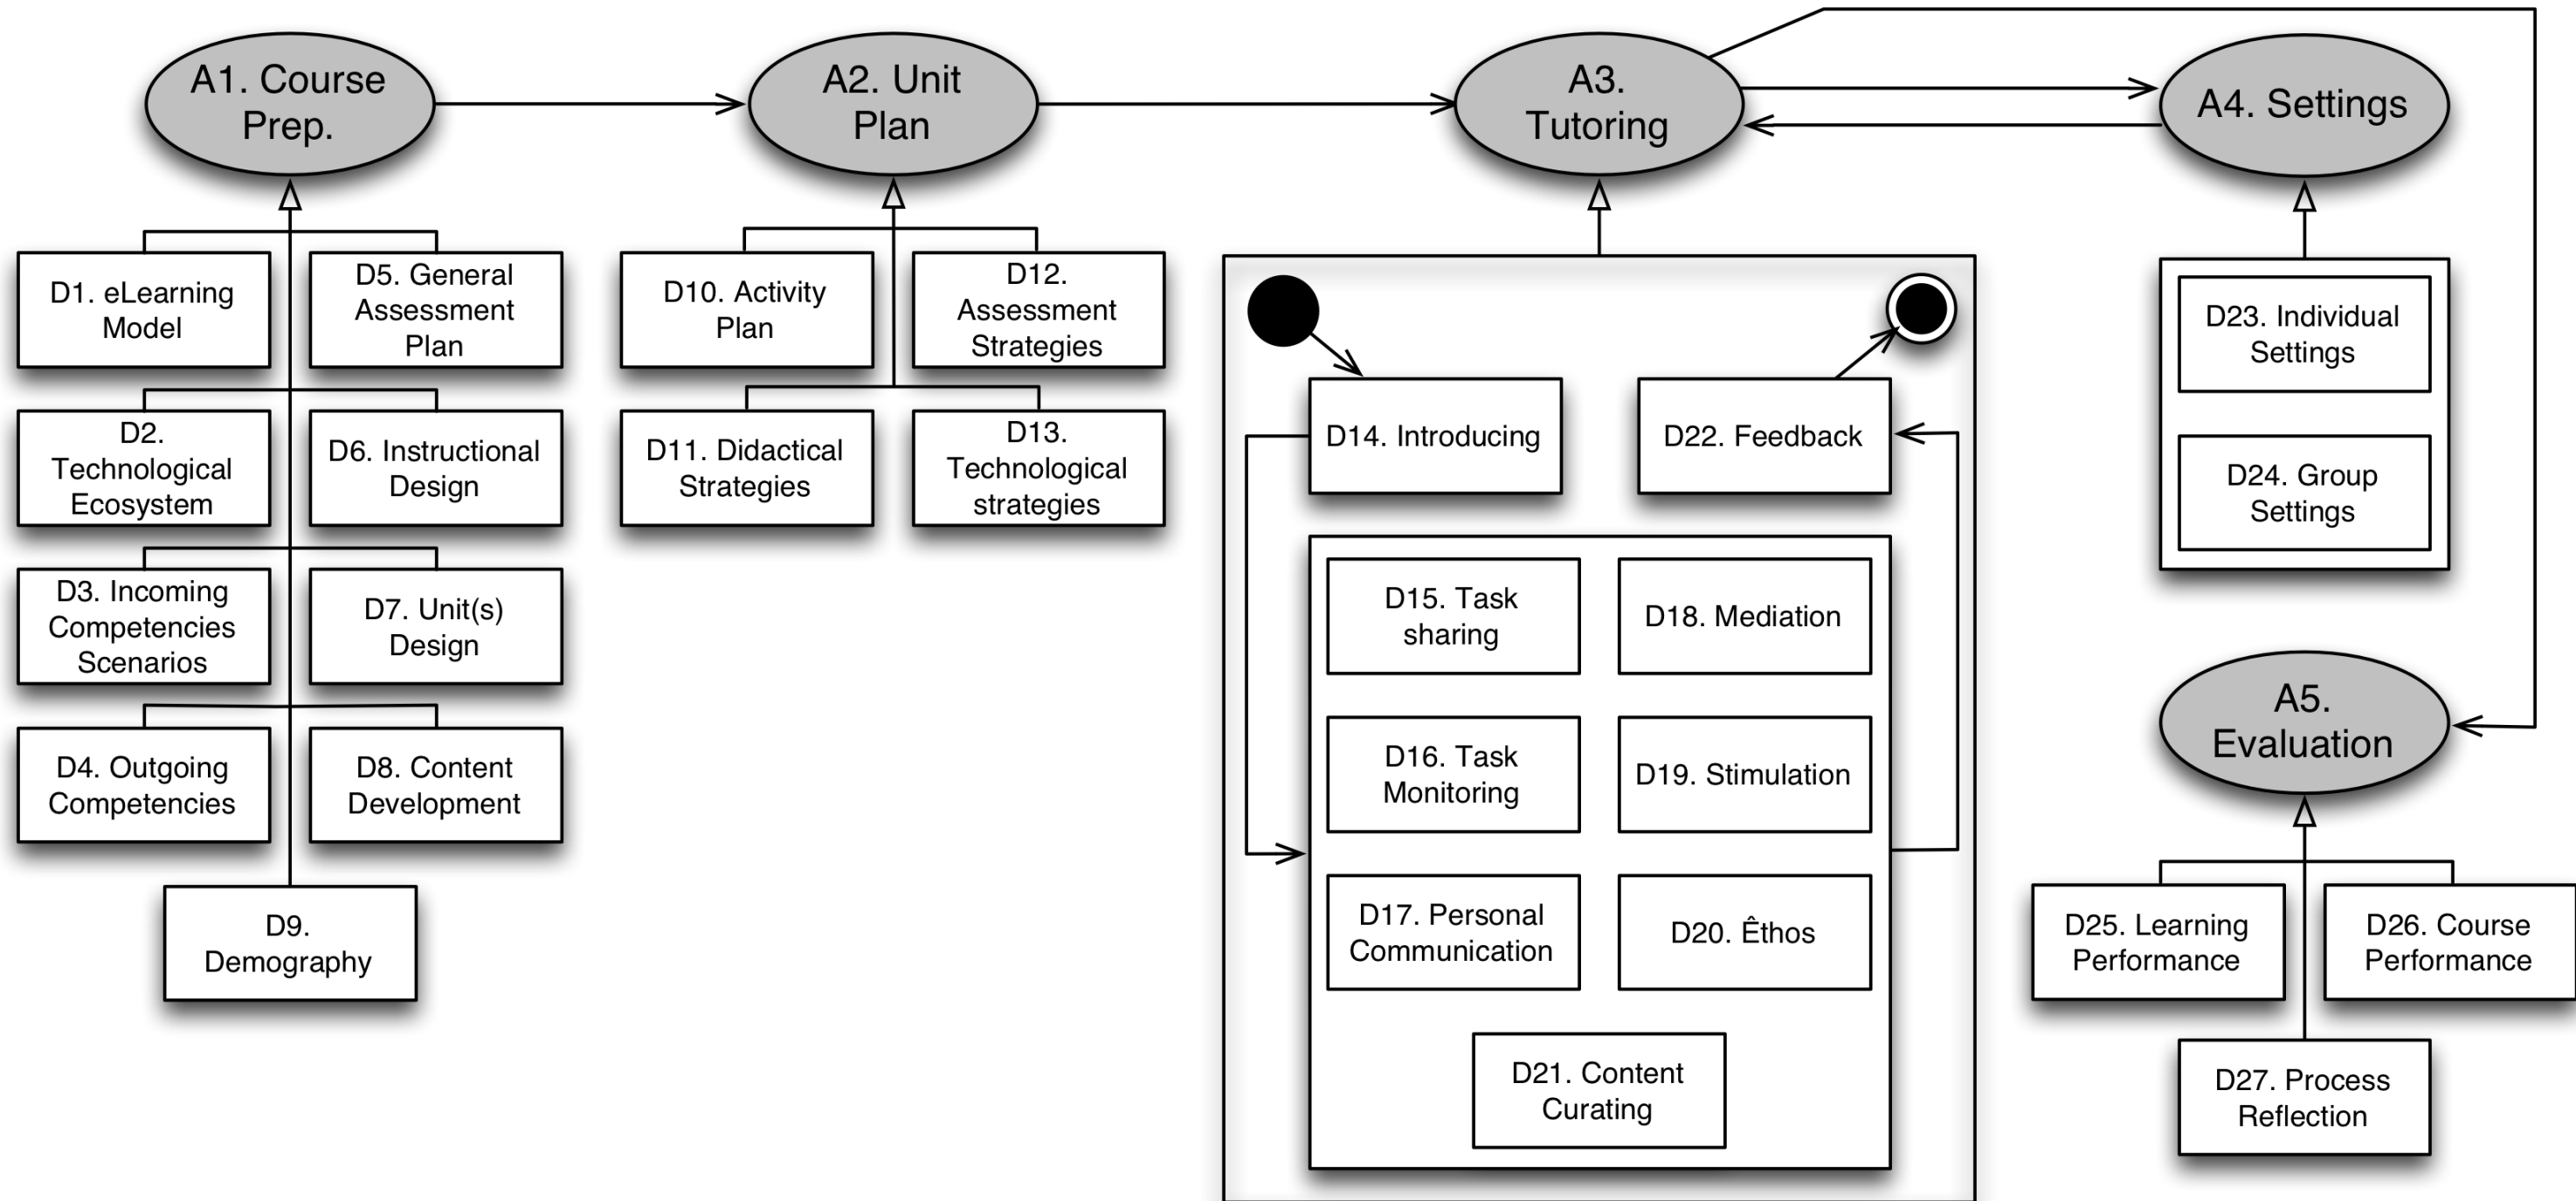 A1. Course
Prep.
A2. Unit
Plan
A3.
Tutoring
A4. Settings
D1. eLearning
Model
D5. General
Assessment
Plan
D2.
Technological
Ecosystem
D6. Instructional
Design
D3. Incoming
Competencies
Scenarios
D7. Unit(s)
Design
D4. Outgoing
Competencies
D8. Content
Development
D9.
Demography
D10. Activity
Plan
D12.
Assessment
Strategies
D11. Didactical
Strategies
D13.
Technological
strategies
D14. Introducing
D22. Feedback
D15. Task
sharing
D18. Mediation
D16. Task
Monitoring
D19. Stimulation
D17. Personal
Communication
D20. Êthos
D21. Content
Curating
D23. Individual
Settings
D24. Group
Settings
A5.
Evaluation
D25. Learning
Performance
D26. Course
Performance
D27. Process
Reflection